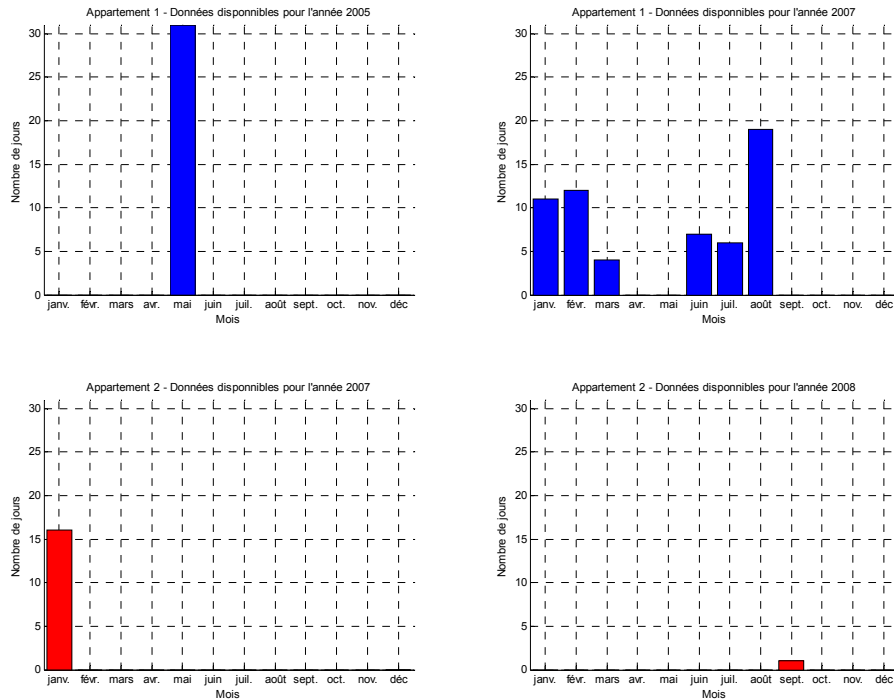 Appartement 1 - Données disponnibles pour l'année 2005
30
25
20
15
10
5
0
Nombre de jours
janv. févr. mars avr. mai juin juil. août sept. oct. nov. déc
Mois
Appartement 1 - Données disponnibles pour l'année 2007
30
25
20
15
10
5
0
Nombre de jours
janv. févr. mars avr. mai juin juil. août sept. oct. nov. déc
Mois
Appartement 2 - Données disponnibles pour l'année 2007
30
25
20
15
10
5
0
Nombre de jours
janv. févr. mars avr. mai juin juil. août sept. oct. nov. déc
Mois
Appartement 2 - Données disponnibles pour l'année 2008
30
25
20
15
10
5
0
Nombre de jours
janv. févr. mars avr. mai juin juil. août sept. oct. nov. déc
Mois